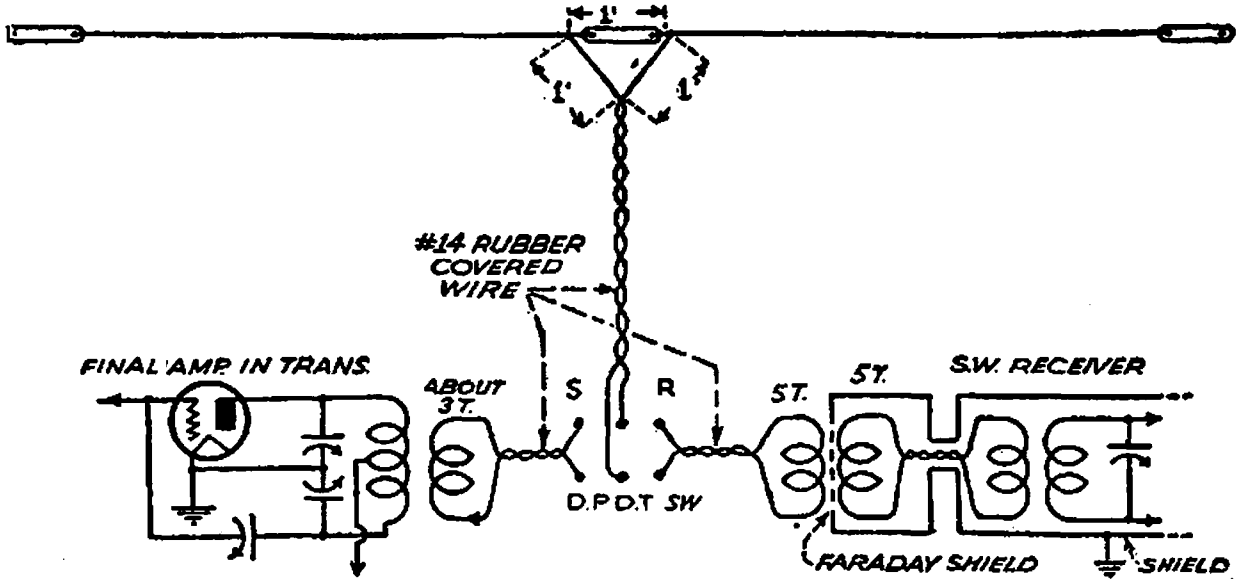 1'
1'
1'
#14 RUBBER
COVERED
WIRE
FINAL AMP. IN TRANS.
ABOUT
3T.
S
R
5T.
5T.
S.W. RECEIVER
D.P.D.T SW
FARADAY SHIELD
SHIELD